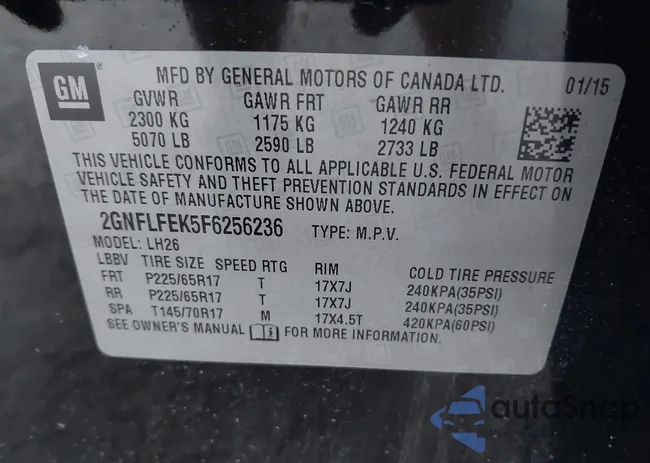 GM
MFD BY GENERAL MOTORS OF CANADA LTD. 01/15
GVWR GAWR FRT GAWR RR
2300 KG 1175 KG 1240 KG
5070 LB 2590 LB 2733 LB
THIS VEHICLE CONFORMS TO ALL APPLICABLE U.S. FEDERAL MOTOR
VEHICLE SAFETY AND THEFT PREVENTION STANDARDS IN EFFECT ON
THE DATE OF MANUFACTURE SHOWN ABOVE.
2GNFLFEK5F6256236 TYPE: M.P.V.
MODEL: LH26
LBBV TIRE SIZE SPEED RTG RIM COLD TIRE PRESSURE
FRT P225/65R17 T 17X7J 240KPA(35PSI)
RR P225/65R17 T 17X7J 240KPA(35PSI)
SPA T145/70R17 M 17X4.5T 420KPA(60PSI)
SEE OWNER'S MANUAL FOR MORE INFORMATION.
autoSnap